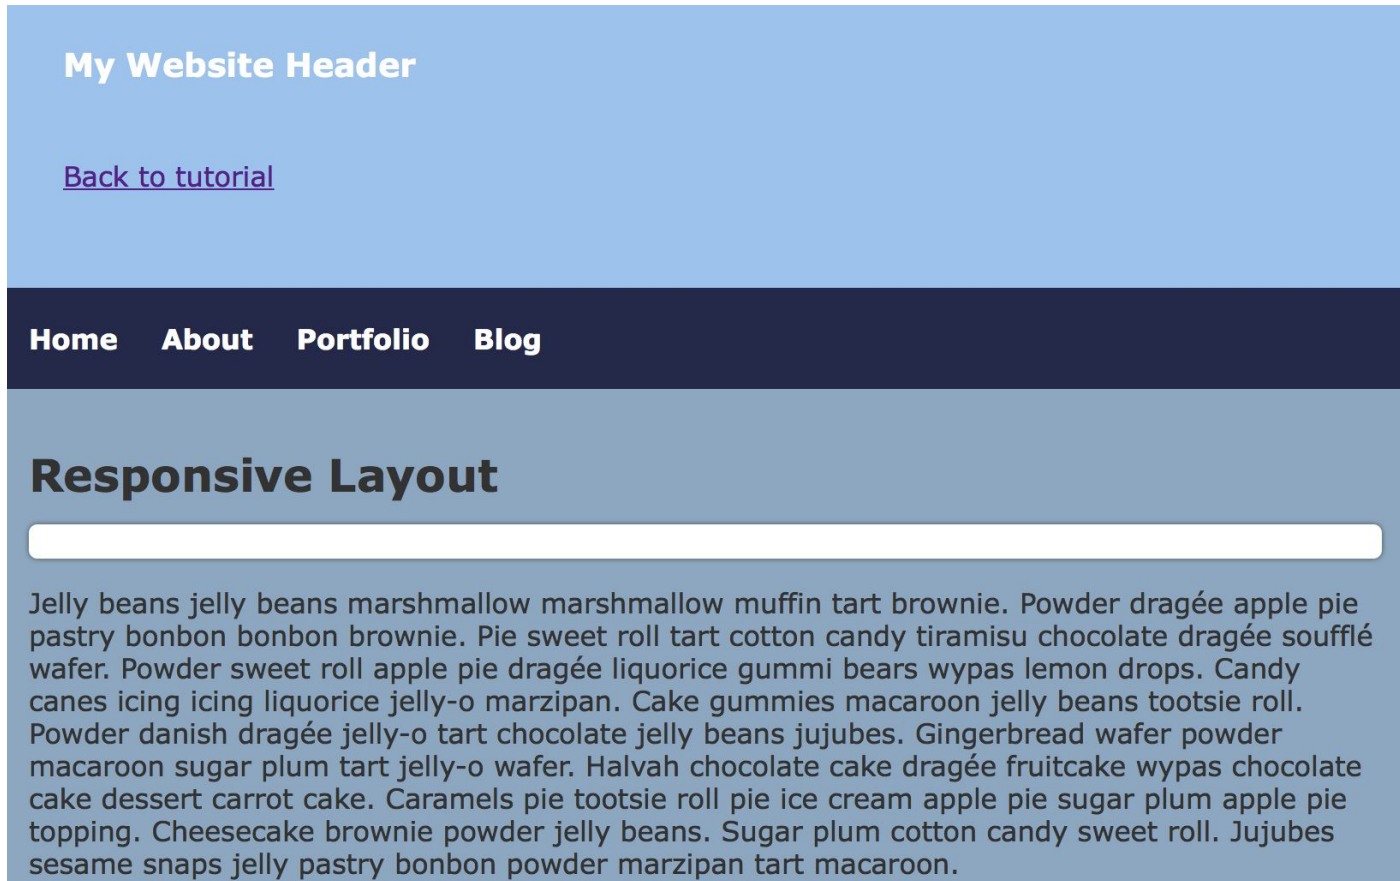 My Website Header
Back to tutorial
Home About Portfolio Blog
Responsive Layout
Jelly beans jelly beans marshmallow marshmallow muffin tart brownie. Powder dragée apple pie
pastry bonbon bonbon brownie. Pie sweet roll tart cotton candy tiramisu chocolate dragée soufflé
wafer. Powder sweet roll apple pie dragée liquorice gummi bears wypas lemon drops. Candy
canes icing icing liquorice jelly-o marzipan. Cake gummies macaroon jelly beans tootsie roll.
Powder danish dragée jelly-o tart chocolate jelly beans jujubes. Gingerbread wafer powder
macaroon sugar plum tart jelly-o wafer. Halvah chocolate cake dragée fruitcake wypas chocolate
cake dessert carrot cake. Caramels pie tootsie roll pie ice cream apple pie sugar plum apple pie
topping. Cheesecake brownie powder jelly beans. Sugar plum cotton candy sweet roll. Jujubes
sesame snaps jelly pastry bonbon powder marzipan tart macaroon.